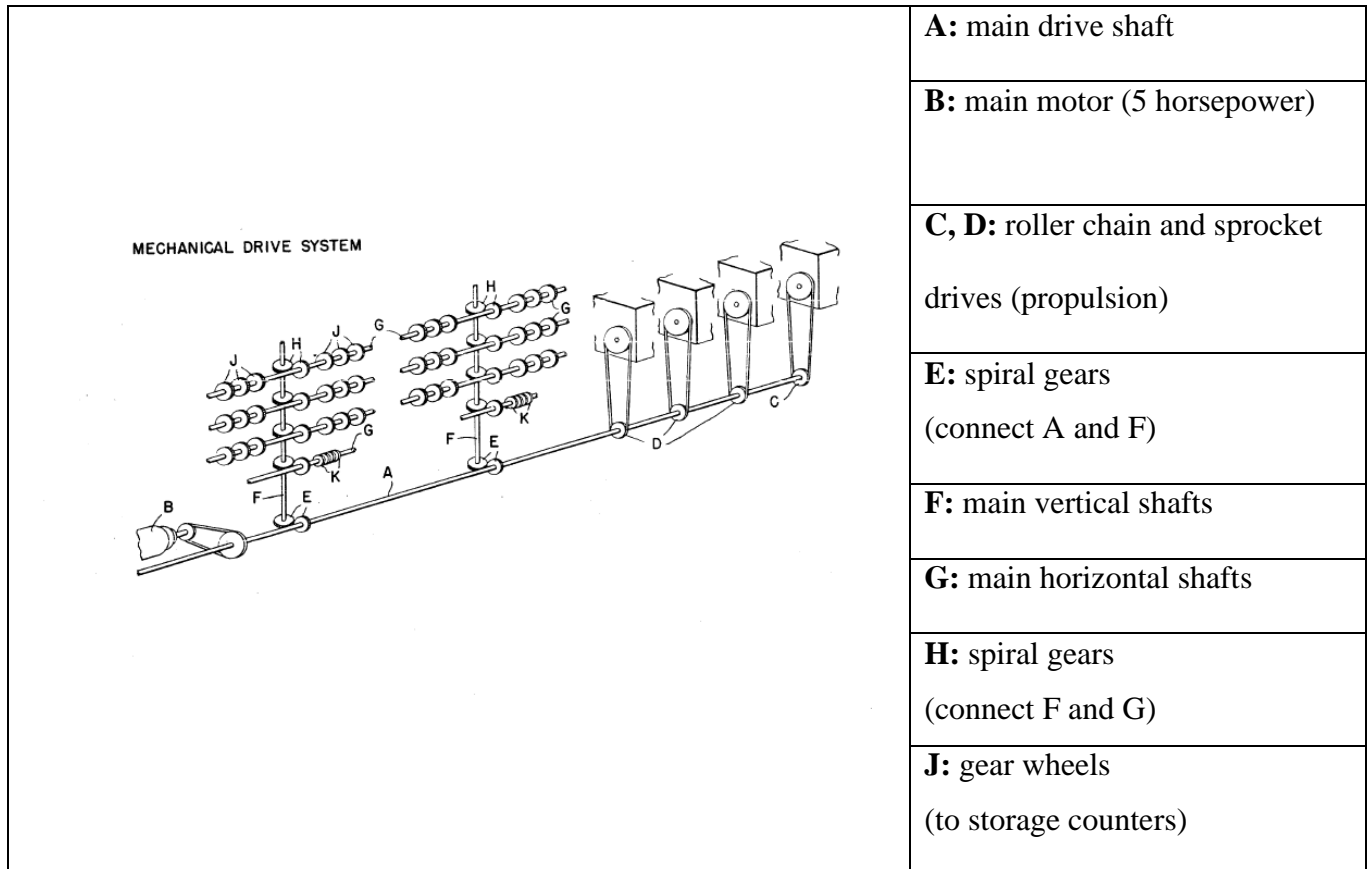 MECHANICAL DRIVE SYSTEM
H
G
G
H
J
J
G
K
F
E
K
G
A
F
E
B
D
C
A: main drive shaft
B: main motor (5 horsepower)
C, D: roller chain and sprocket
drives (propulsion)
E: spiral gears
(connect A and F)
F: main vertical shafts
G: main horizontal shafts
H: spiral gears
(connect F and G)
J: gear wheels
(to storage counters)